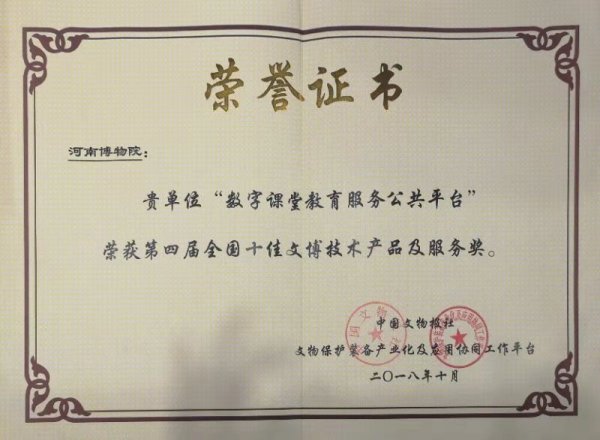 荣誉证书
河南博物院：
贵单位“数字课堂教育服务公共平台”
荣获第四届全国十佳文博技术产品及服务奖。
中国文物报社
文物保护装备产业化及应用协同工作平台
二〇一八年十月